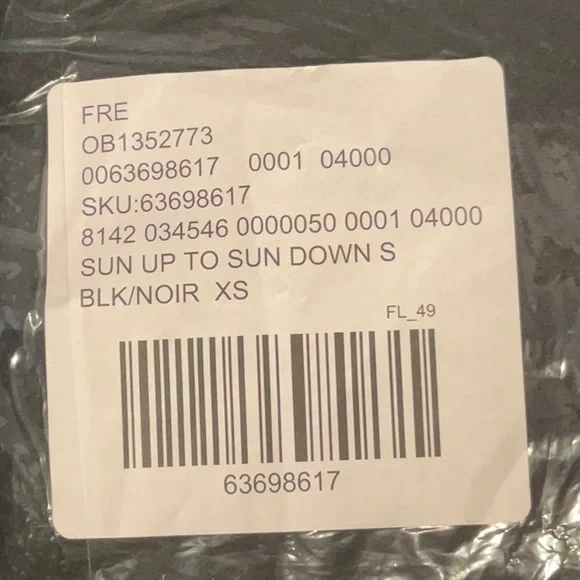 FRE
OB1352773
0063698617 0001 04000
SKU:63698617
8142 034546 0000050 0001 04000
SUN UP TO SUN DOWN S
BLK/NOIR XS
FL_49
63698617